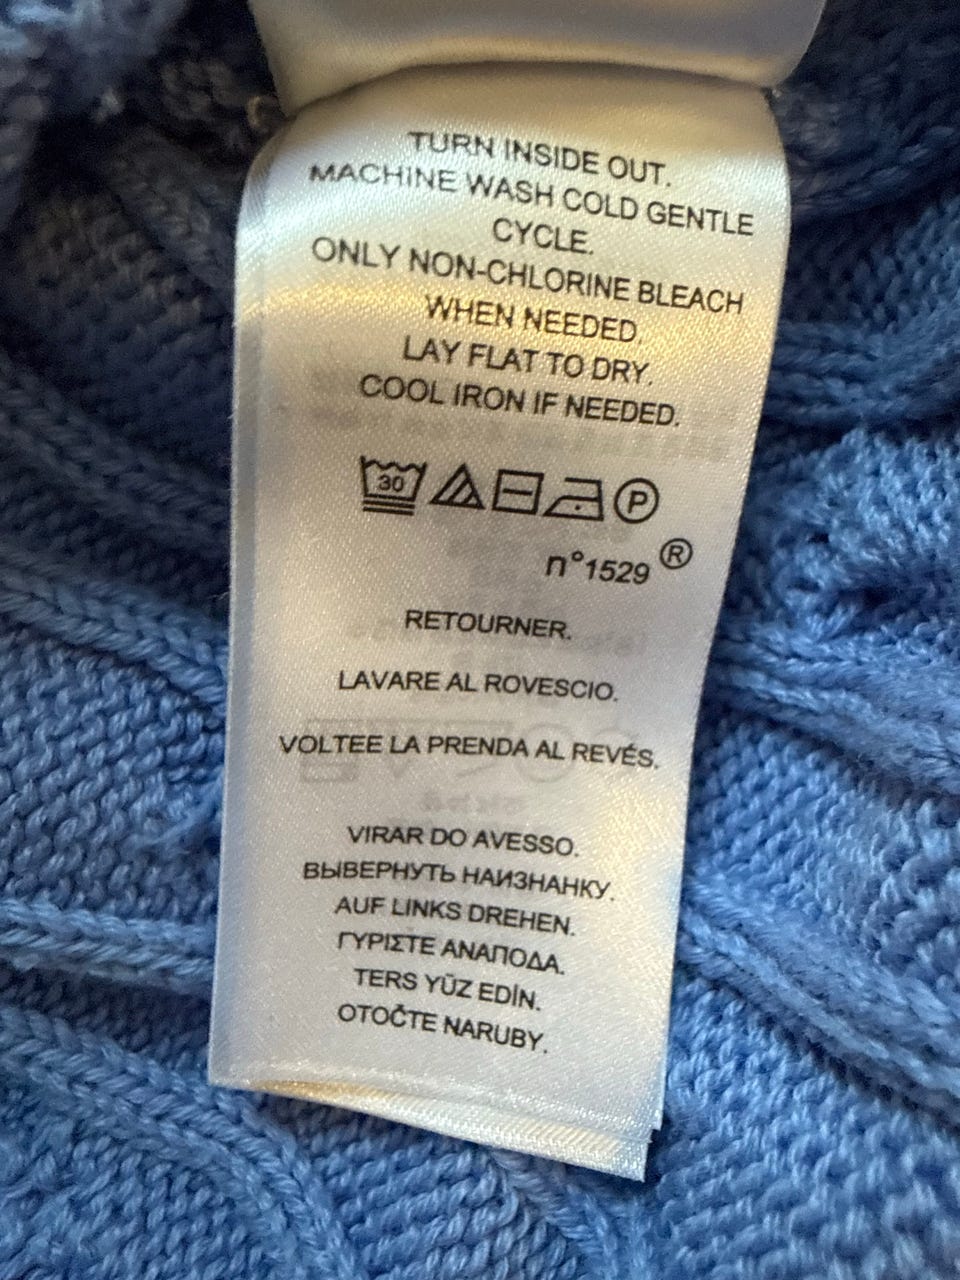 TURN INSIDE OUT.
MACHINE WASH COLD GENTLE
CYCLE.
ONLY NON-CHLORINE BLEACH
WHEN NEEDED.
LAY FLAT TO DRY.
COOL IRON IF NEEDED.
30 P
n°1529 ®
RETOURNER.
LAVARE AL ROVESCIO.
VOLTEE LA PRENDA AL REVÉS.
VIRAR DO AVESSO.
ВЫВЕРНУТЬ НАИЗНАНКУ.
AUF LINKS DREHEN.
ΓΥΡΙΣΤΕ ΑΝΑΠΟΔΑ.
TERS YÜZ EDİN.
OTOČTE NARUBY.